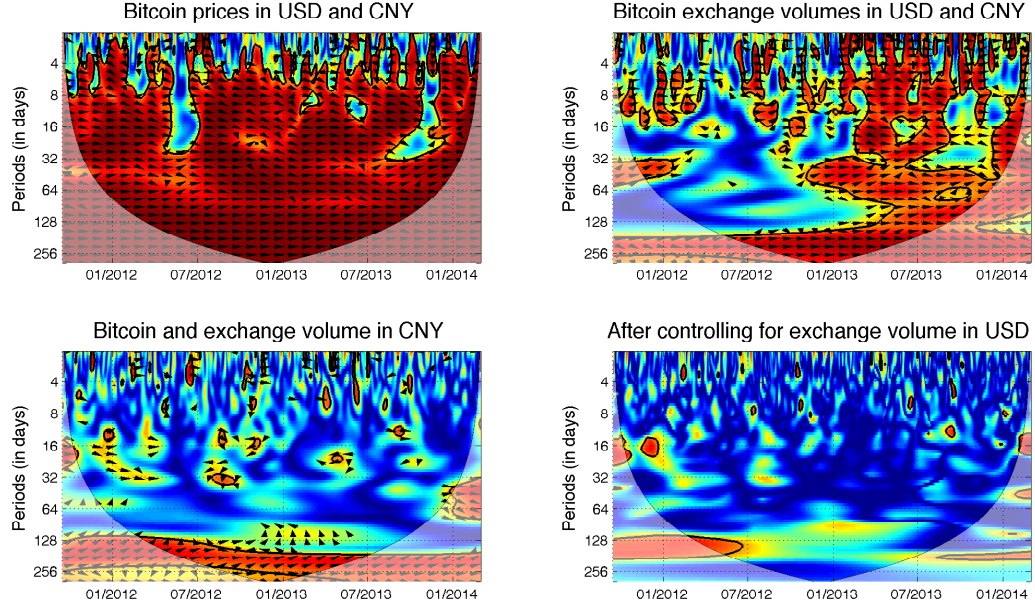 Bitcoin prices in USD and CNY
Periods (in days)
4
8
16
32
64
128
256
01/2012 07/2012 01/2013 07/2013 01/2014
Bitcoin exchange volumes in USD and CNY
Periods (in days)
4
8
16
32
64
128
256
01/2012 07/2012 01/2013 07/2013 01/2014
Bitcoin and exchange volume in CNY
Periods (in days)
4
8
16
32
64
128
256
01/2012 07/2012 01/2013 07/2013 01/2014
After controlling for exchange volume in USD
Periods (in days)
4
8
16
32
64
128
256
01/2012 07/2012 01/2013 07/2013 01/2014